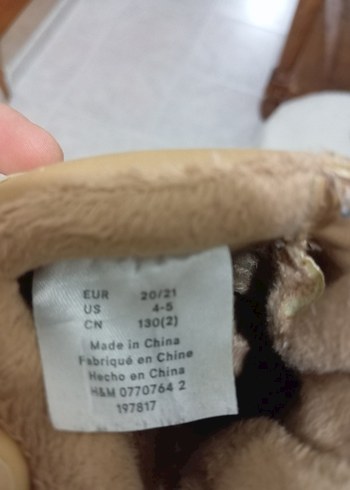 EUR 20/21
US 4-5
CN 130(2)
Made in China
Fabriqué en Chine
Hecho en China
H&M 0770764 2
197817